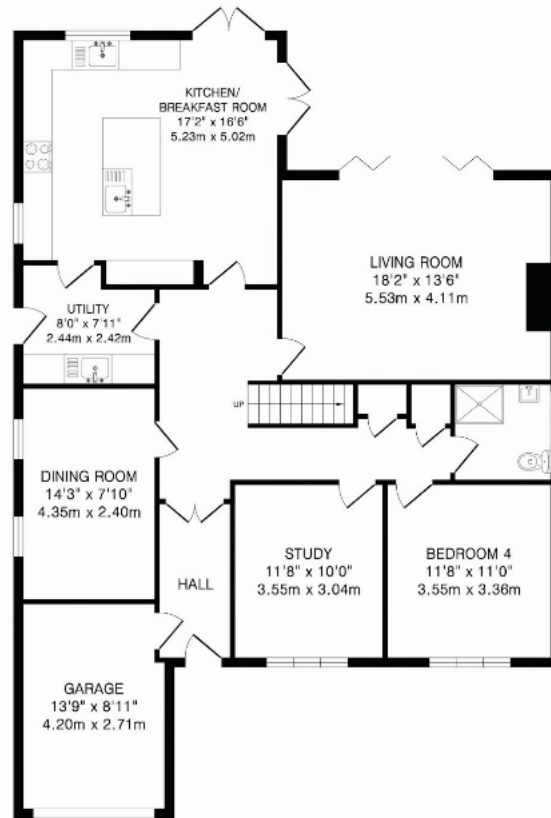 KITCHEN/
BREAKFAST ROOM
17'2" x 16'6"
5.23m x 5.02m
LIVING ROOM
18'2" x 13'6"
5.53m x 4.11m
UTILITY
8'0" x 7'11"
2.44m x 2.42m
UP
DINING ROOM
14'3" x 7'10"
4.35m x 2.40m
STUDY
11'8" x 10'0"
3.55m x 3.04m
BEDROOM 4
11'8" x 11'0"
3.55m x 3.36m
HALL
GARAGE
13'9" x 8'11"
4.20m x 2.71m